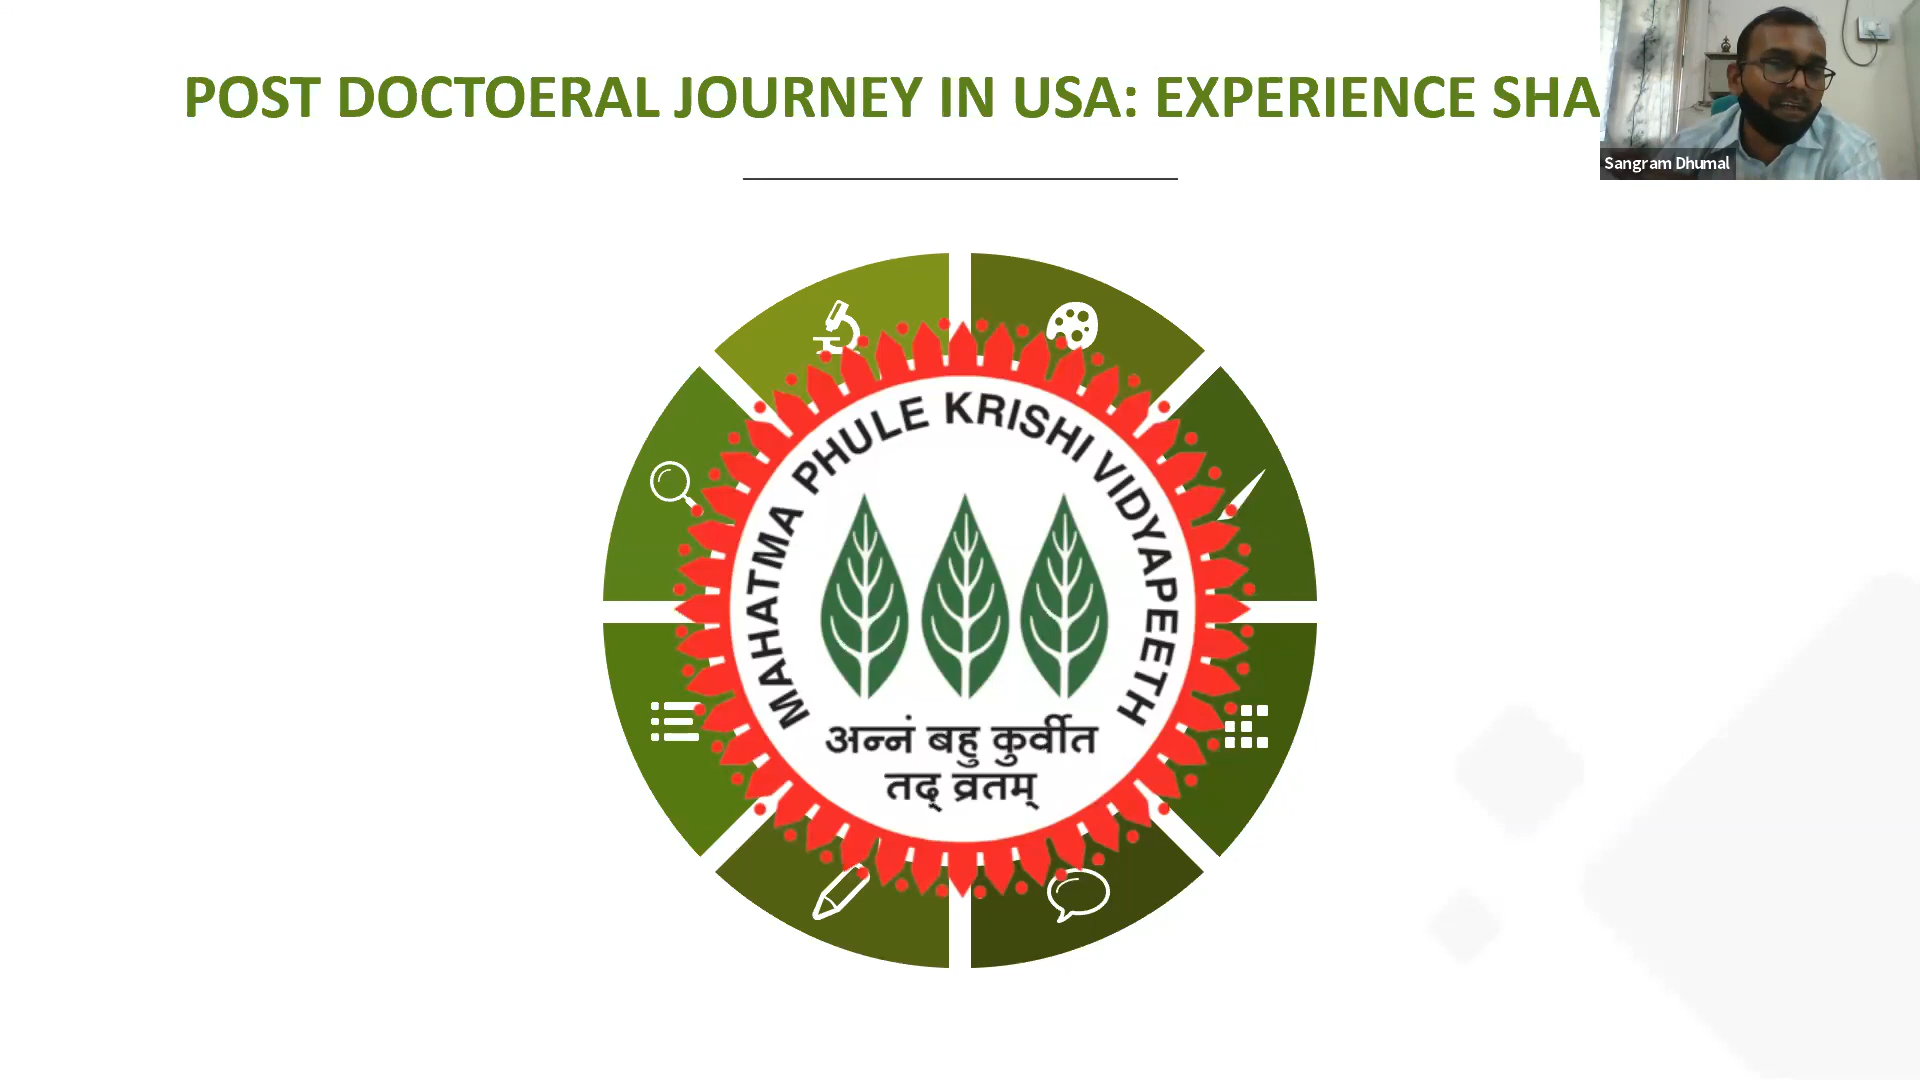 POST DOCTOERAL JOURNEY IN USA: EXPERIENCE SHA
Sangram Dhumal
MAHATMA PHULE KRISHI VIDYAPEETH
अन्नं बहु कुर्वीत
तद् व्रतम्